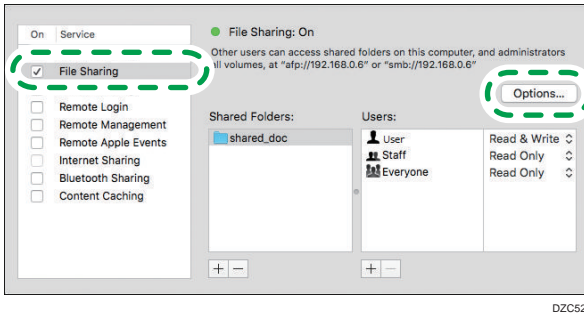 On Service
File Sharing: On
Other users can access shared folders on this computer, and administrators
all volumes, at “afp://192.168.0.6” or “smb://192.168.0.6”
File Sharing
Options...
Remote Login
Remote Management
Remote Apple Events
Internet Sharing
Bluetooth Sharing
Content Caching
Shared Folders:
shared_doc
Users:
User Read & Write
Staff Read Only
Everyone Read Only
DZC52